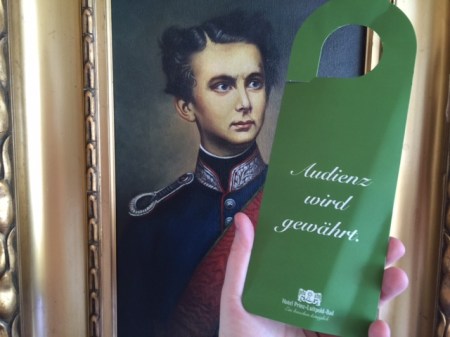 Audienz
wird
gewährt.
Hotel Prinz-Luitpold-Bad